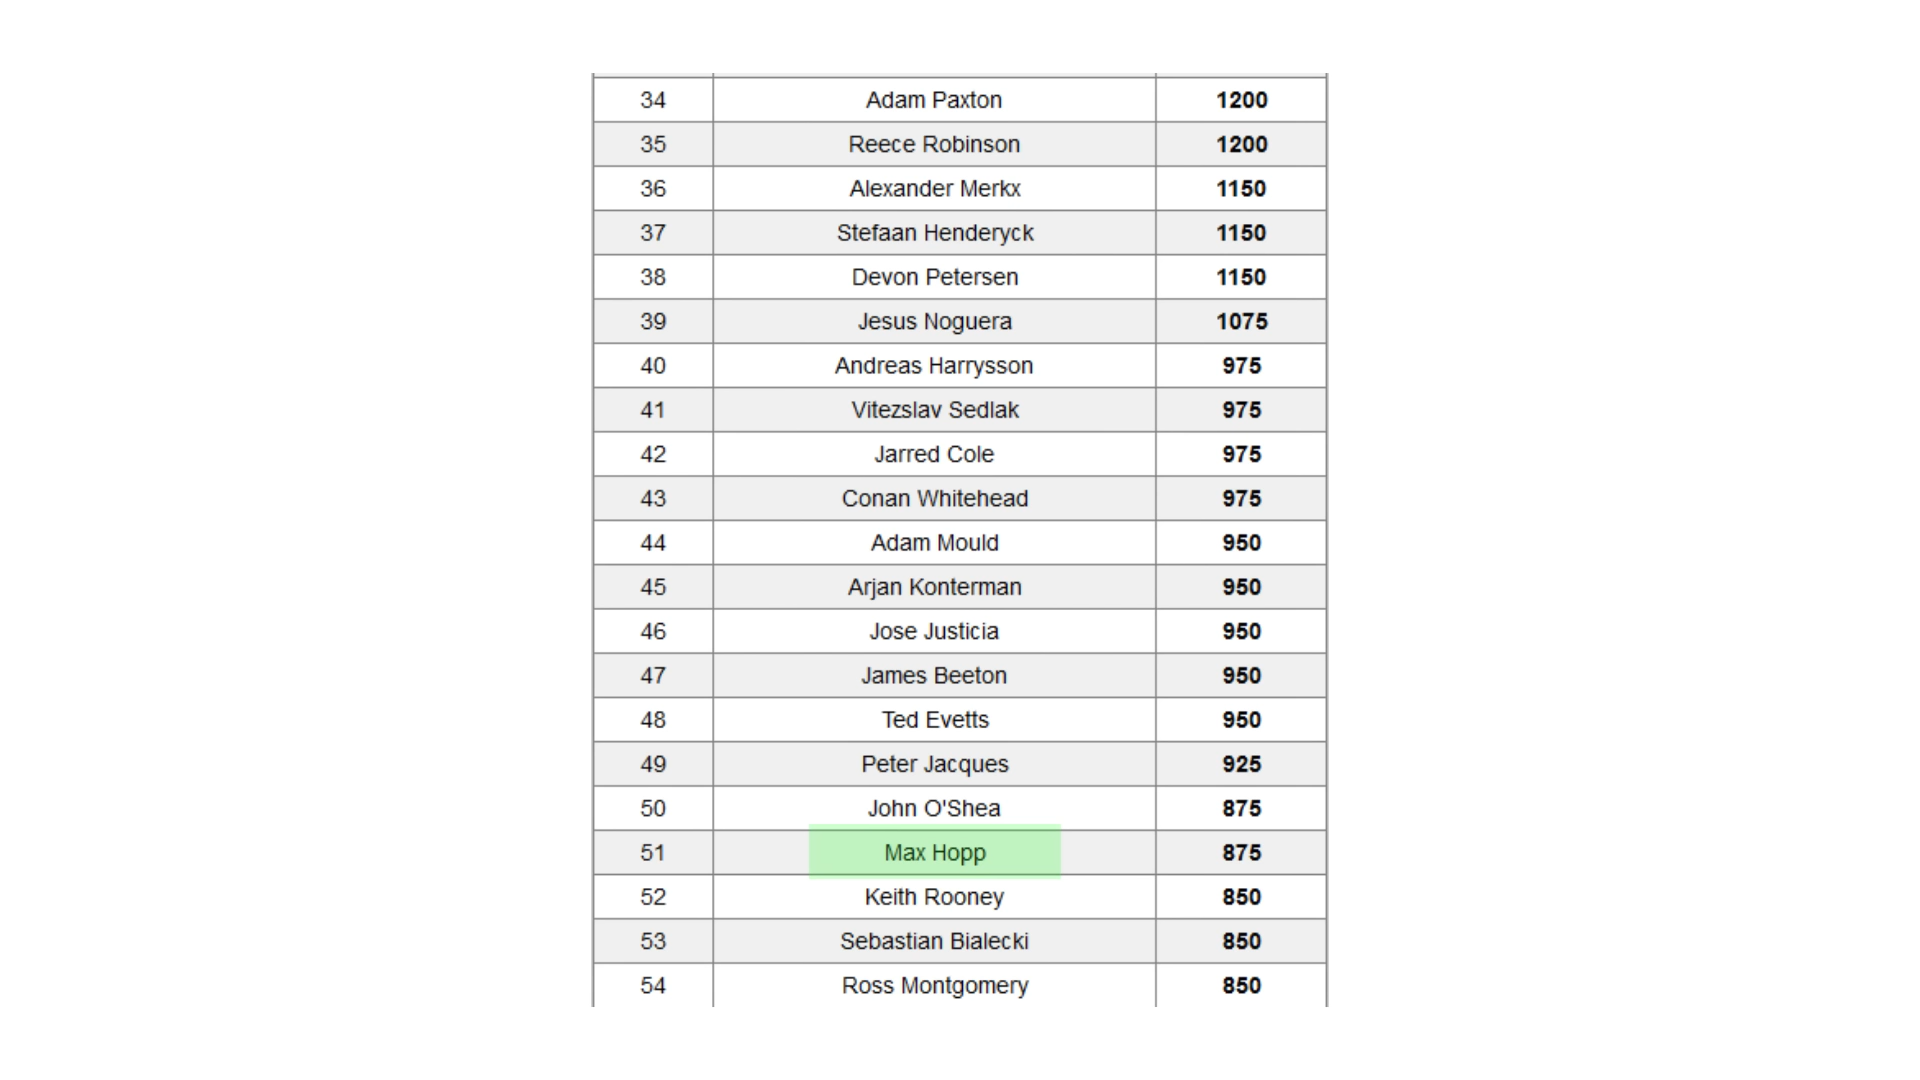 34 Adam Paxton 1200
35 Reece Robinson 1200
36 Alexander Merkx 1150
37 Stefaan Henderyck 1150
38 Devon Petersen 1150
39 Jesus Noguera 1075
40 Andreas Harrysson 975
41 Vitezslav Sedlak 975
42 Jarred Cole 975
43 Conan Whitehead 975
44 Adam Mould 950
45 Arjan Konterman 950
46 Jose Justicia 950
47 James Beeton 950
48 Ted Evetts 950
49 Peter Jacques 925
50 John O'Shea 875
51 Max Hopp 875
52 Keith Rooney 850
53 Sebastian Bialecki 850
54 Ross Montgomery 850